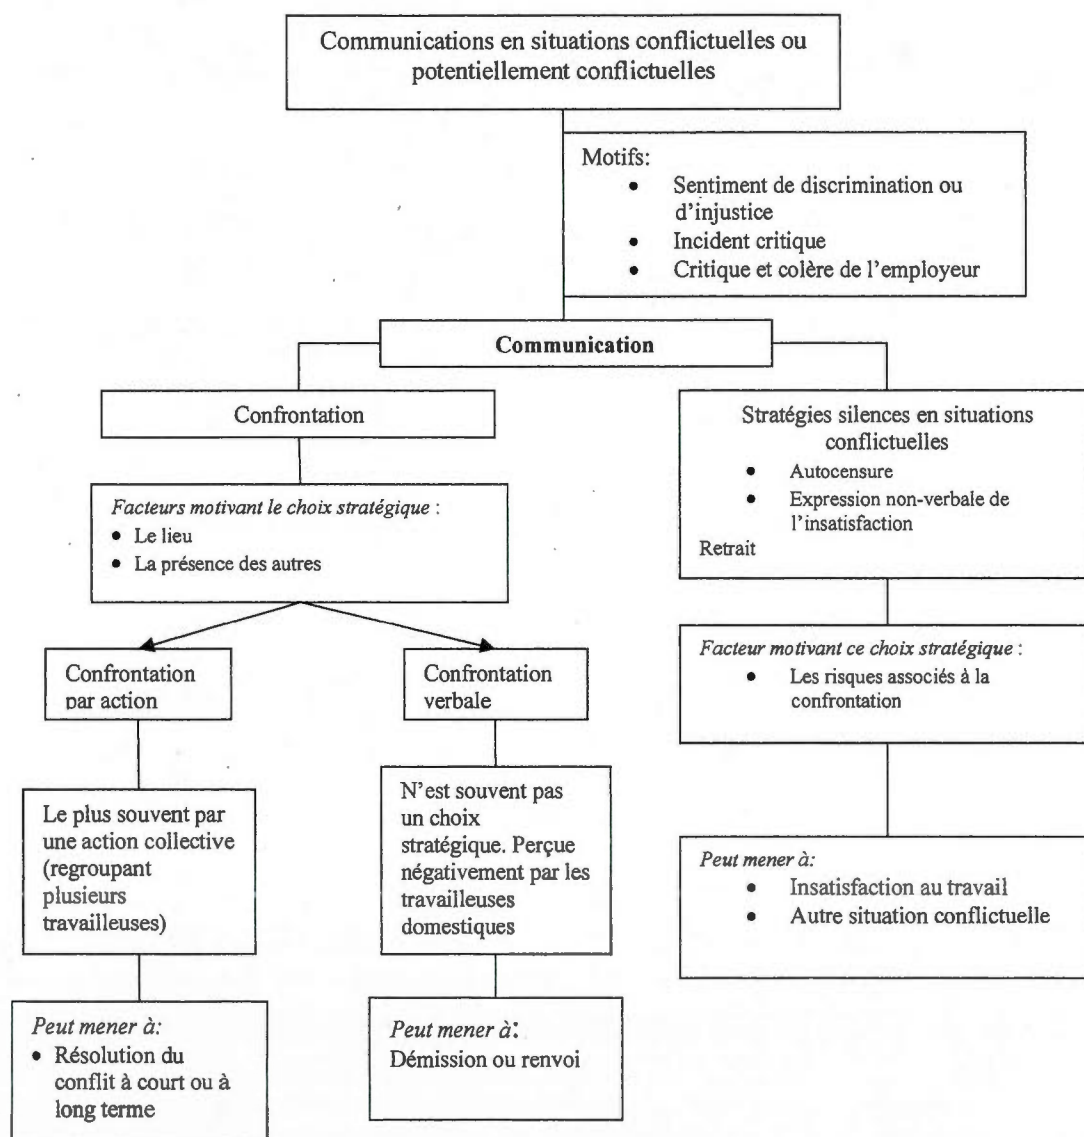 Communications en situations conflictuelles ou
potentiellement conflictuelles
Motifs:
• Sentiment de discrimination ou
d'injustice
• Incident critique
• Critique et colère de l'employeur
Communication
Confrontation
Facteurs motivant le choix stratégique :
• Le lieu
• La présence des autres
Confrontation
par action
Le plus souvent par
une action collective
(regroupant
plusieurs
travailleuses)
Peut mener à:
• Résolution du
conflit à court ou à
long terme
Confrontation
verbale
N'est souvent pas
un choix
stratégique. Perçue
négativement par les
travailleuses
domestiques
Peut mener à:
Démission ou renvoi
Stratégies silences en situations
conflictuelles
• Autocensure
• Expression non-verbale de
l'insatisfaction
Retrait
Facteur motivant ce choix stratégique :
• Les risques associés à la
confrontation
Peut mener à:
• Insatisfaction au travail
• Autre situation conflictuelle